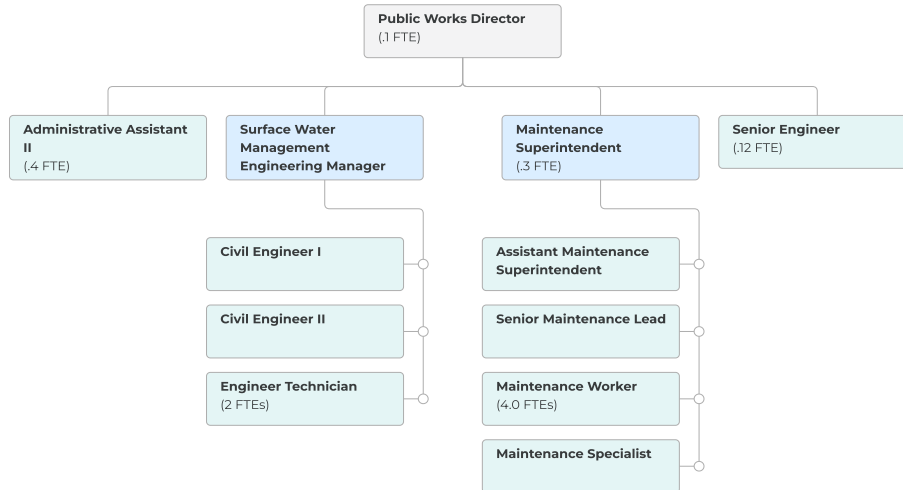 Public Works Director
(.1 FTE)
Administrative Assistant
II
(.4 FTE)
Surface Water
Management
Engineering Manager
Maintenance
Superintendent
(.3 FTE)
Senior Engineer
(.12 FTE)
Civil Engineer I
Civil Engineer II
Engineer Technician
(2 FTEs)
Assistant Maintenance
Superintendent
Senior Maintenance Lead
Maintenance Worker
(4.0 FTEs)
Maintenance Specialist